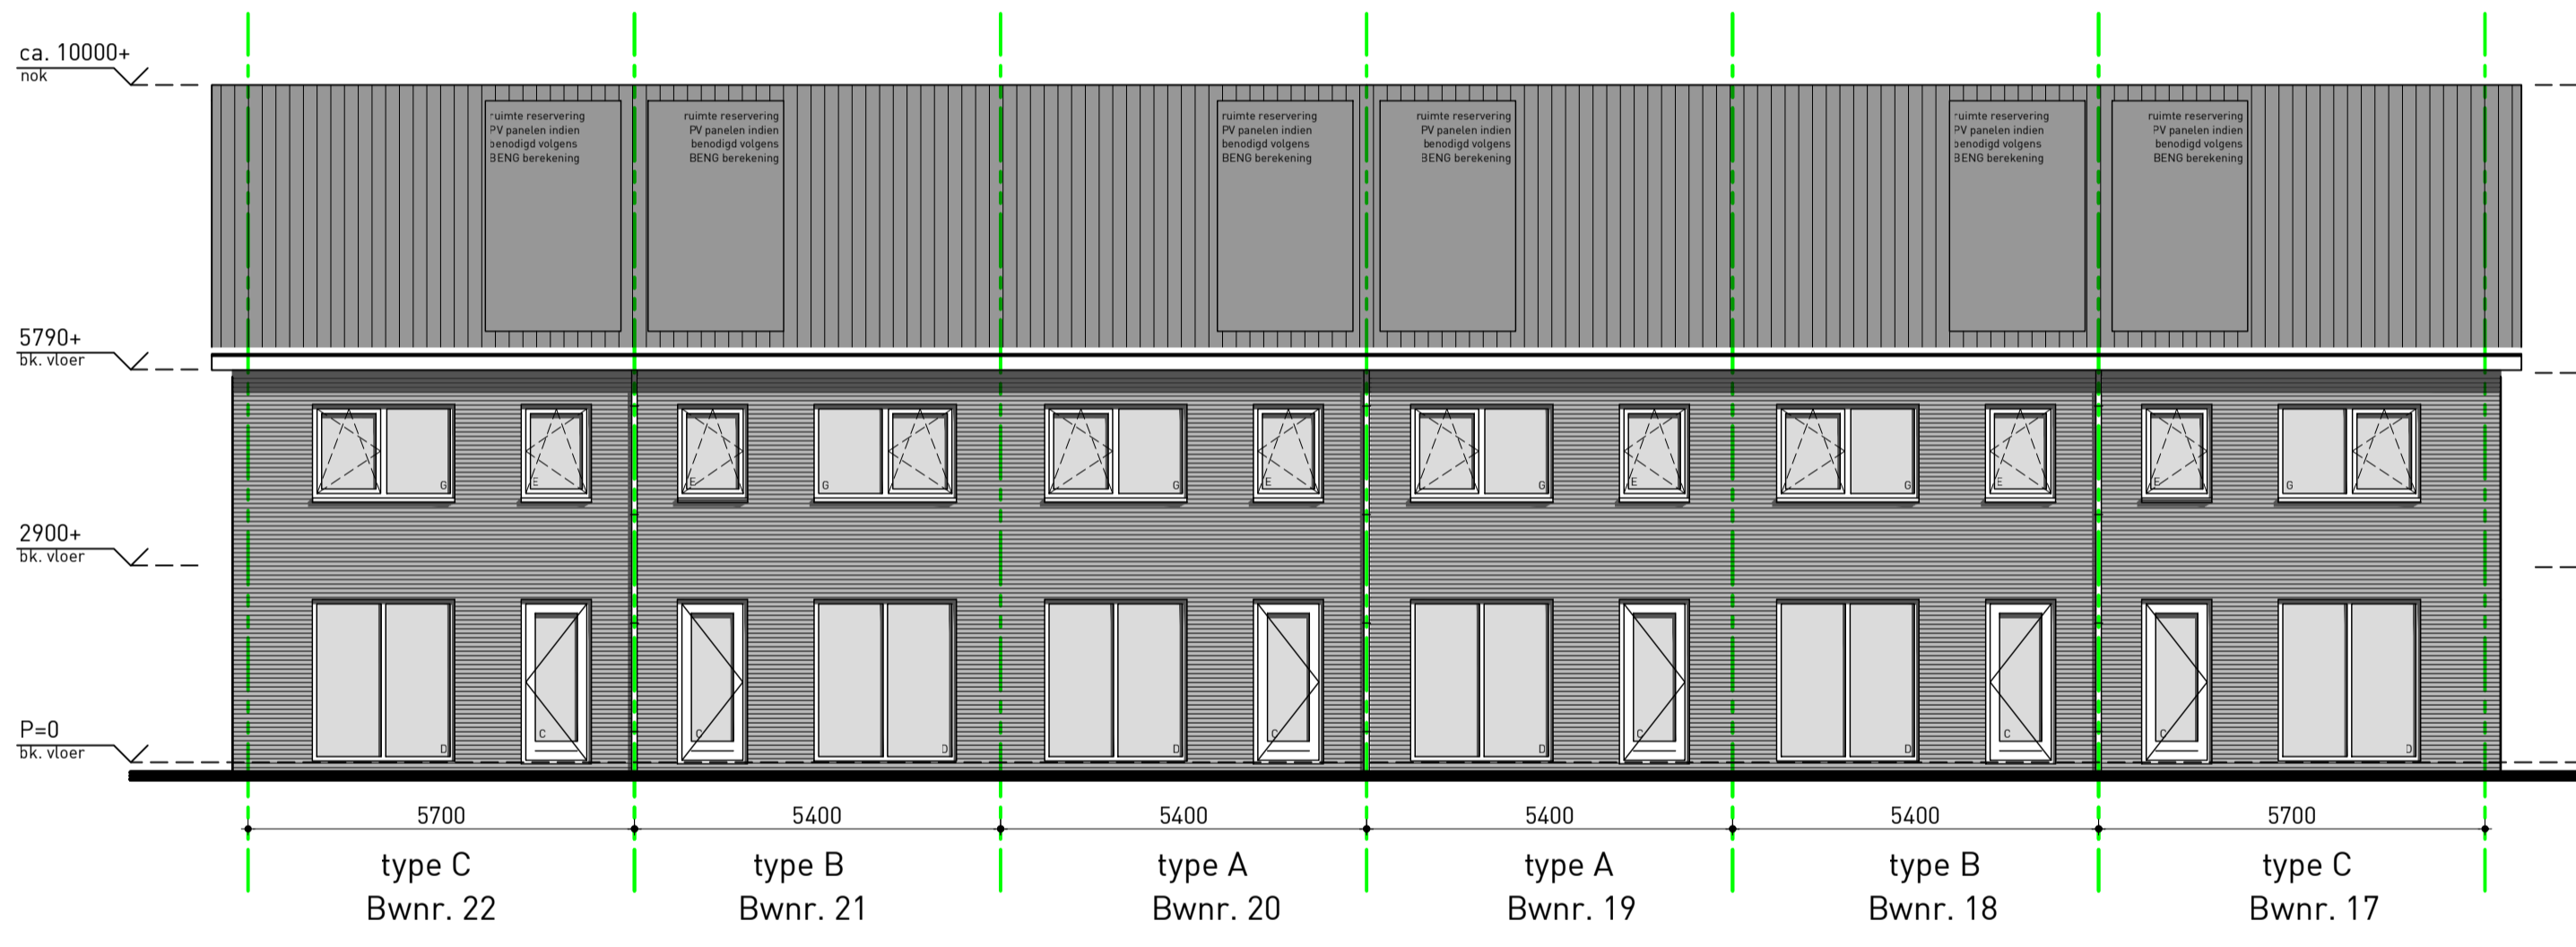 ca. 10000+
nok
ruimte reservering
PV panelen indien
benodigd volgens
BENG berekening
ruimte reservering
PV panelen indien
benodigd volgens
BENG berekening
ruimte reservering
PV panelen indien
benodigd volgens
BENG berekening
ruimte reservering
PV panelen indien
benodigd volgens
BENG berekening
ruimte reservering
PV panelen indien
benodigd volgens
BENG berekening
ruimte reservering
PV panelen indien
benodigd volgens
BENG berekening
5790+
bk. vloer
G E E G G E G E G E E G
2900+
bk. vloer
D C C D D C D C D C C D
P=0
bk. vloer
5700 5400 5400 5400 5400 5700
type C type B type A type A type B type C
Bwnr. 22 Bwnr. 21 Bwnr. 20 Bwnr. 19 Bwnr. 18 Bwnr. 17